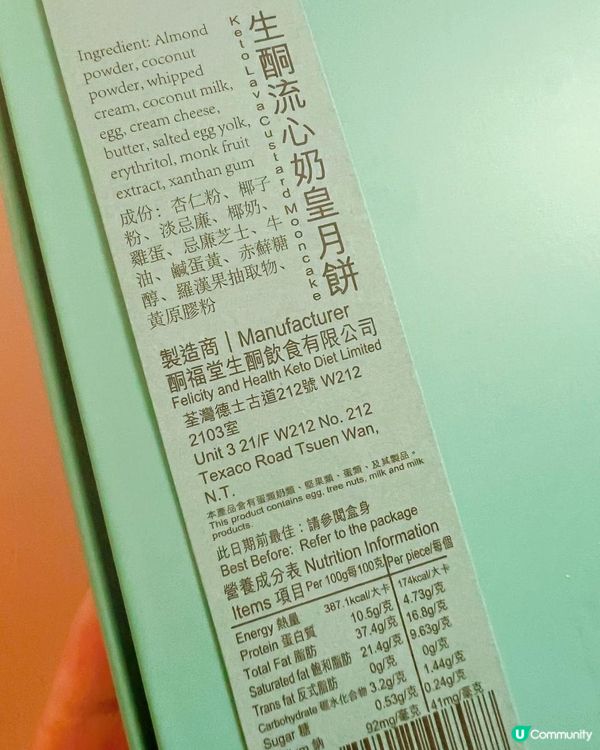 生酮流心奶皇月餅
Keto Lava Custard Mooncake
Ingredient: Almond
powder, coconut
powder, whipped
cream, coconut milk,
egg, cream cheese,
butter, salted egg yolk,
erythritol, monk fruit
extract, xanthan gum
成份：杏仁粉、椰子
粉、淡忌廉、椰奶、
雞蛋、忌廉芝士、牛
油、鹹蛋黃、赤蘚糖
醇、羅漢果抽取物、
黃原膠粉
製造商 | Manufacturer
酮福堂生酮飲食有限公司
Felicity and Health Keto Diet Limited
荃灣德士古道212號 W212
2103室
Unit 3 21/F W212 No. 212
Texaco Road Tsuen Wan,
N.T.
本產品含有蛋類奶類、堅果類、蛋類、及其製品。
This product contains egg, tree nuts, milk and milk
products.
此日期前最佳：請參閱盒身
Best Before: Refer to the package
營養成分表 Nutrition Information
Items 項目 Per 100g每100克 Per piece/每個
Energy 熱量 387.1kcal/大卡 174kcal/大卡
Protein 蛋白質 10.5g/克 4.73g/克
Total Fat 脂肪 37.4g/克 16.8g/克
Saturated fat 飽和脂肪 21.4g/克 9.63g/克
Trans fat 反式脂肪 0g/克 0g/克
Carbohydrate 碳水化合物 3.2g/克 1.44g/克
Sugar 糖 0.53g/克 0.24g/克
鈉 92mg/毫克 41mg/毫克
U Community